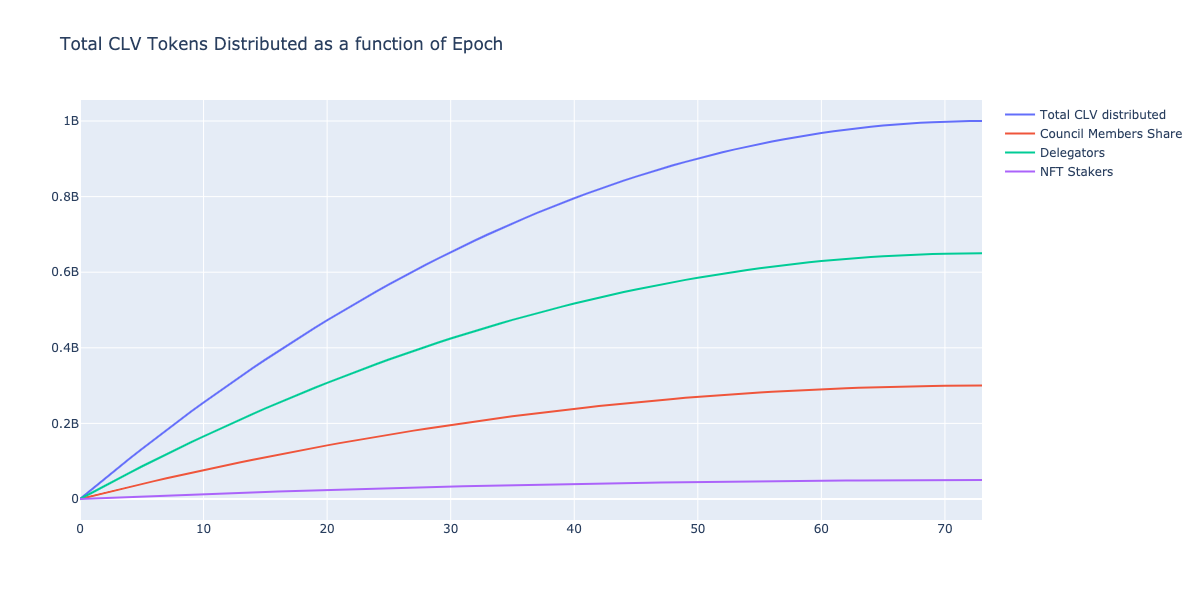 Total CLV Tokens Distributed as a function of Epoch
1B
0.8B
0.6B
0.4B
0.2B
0
0 10 20 30 40 50 60 70
Total CLV distributed
Council Members Share
Delegators
NFT Stakers